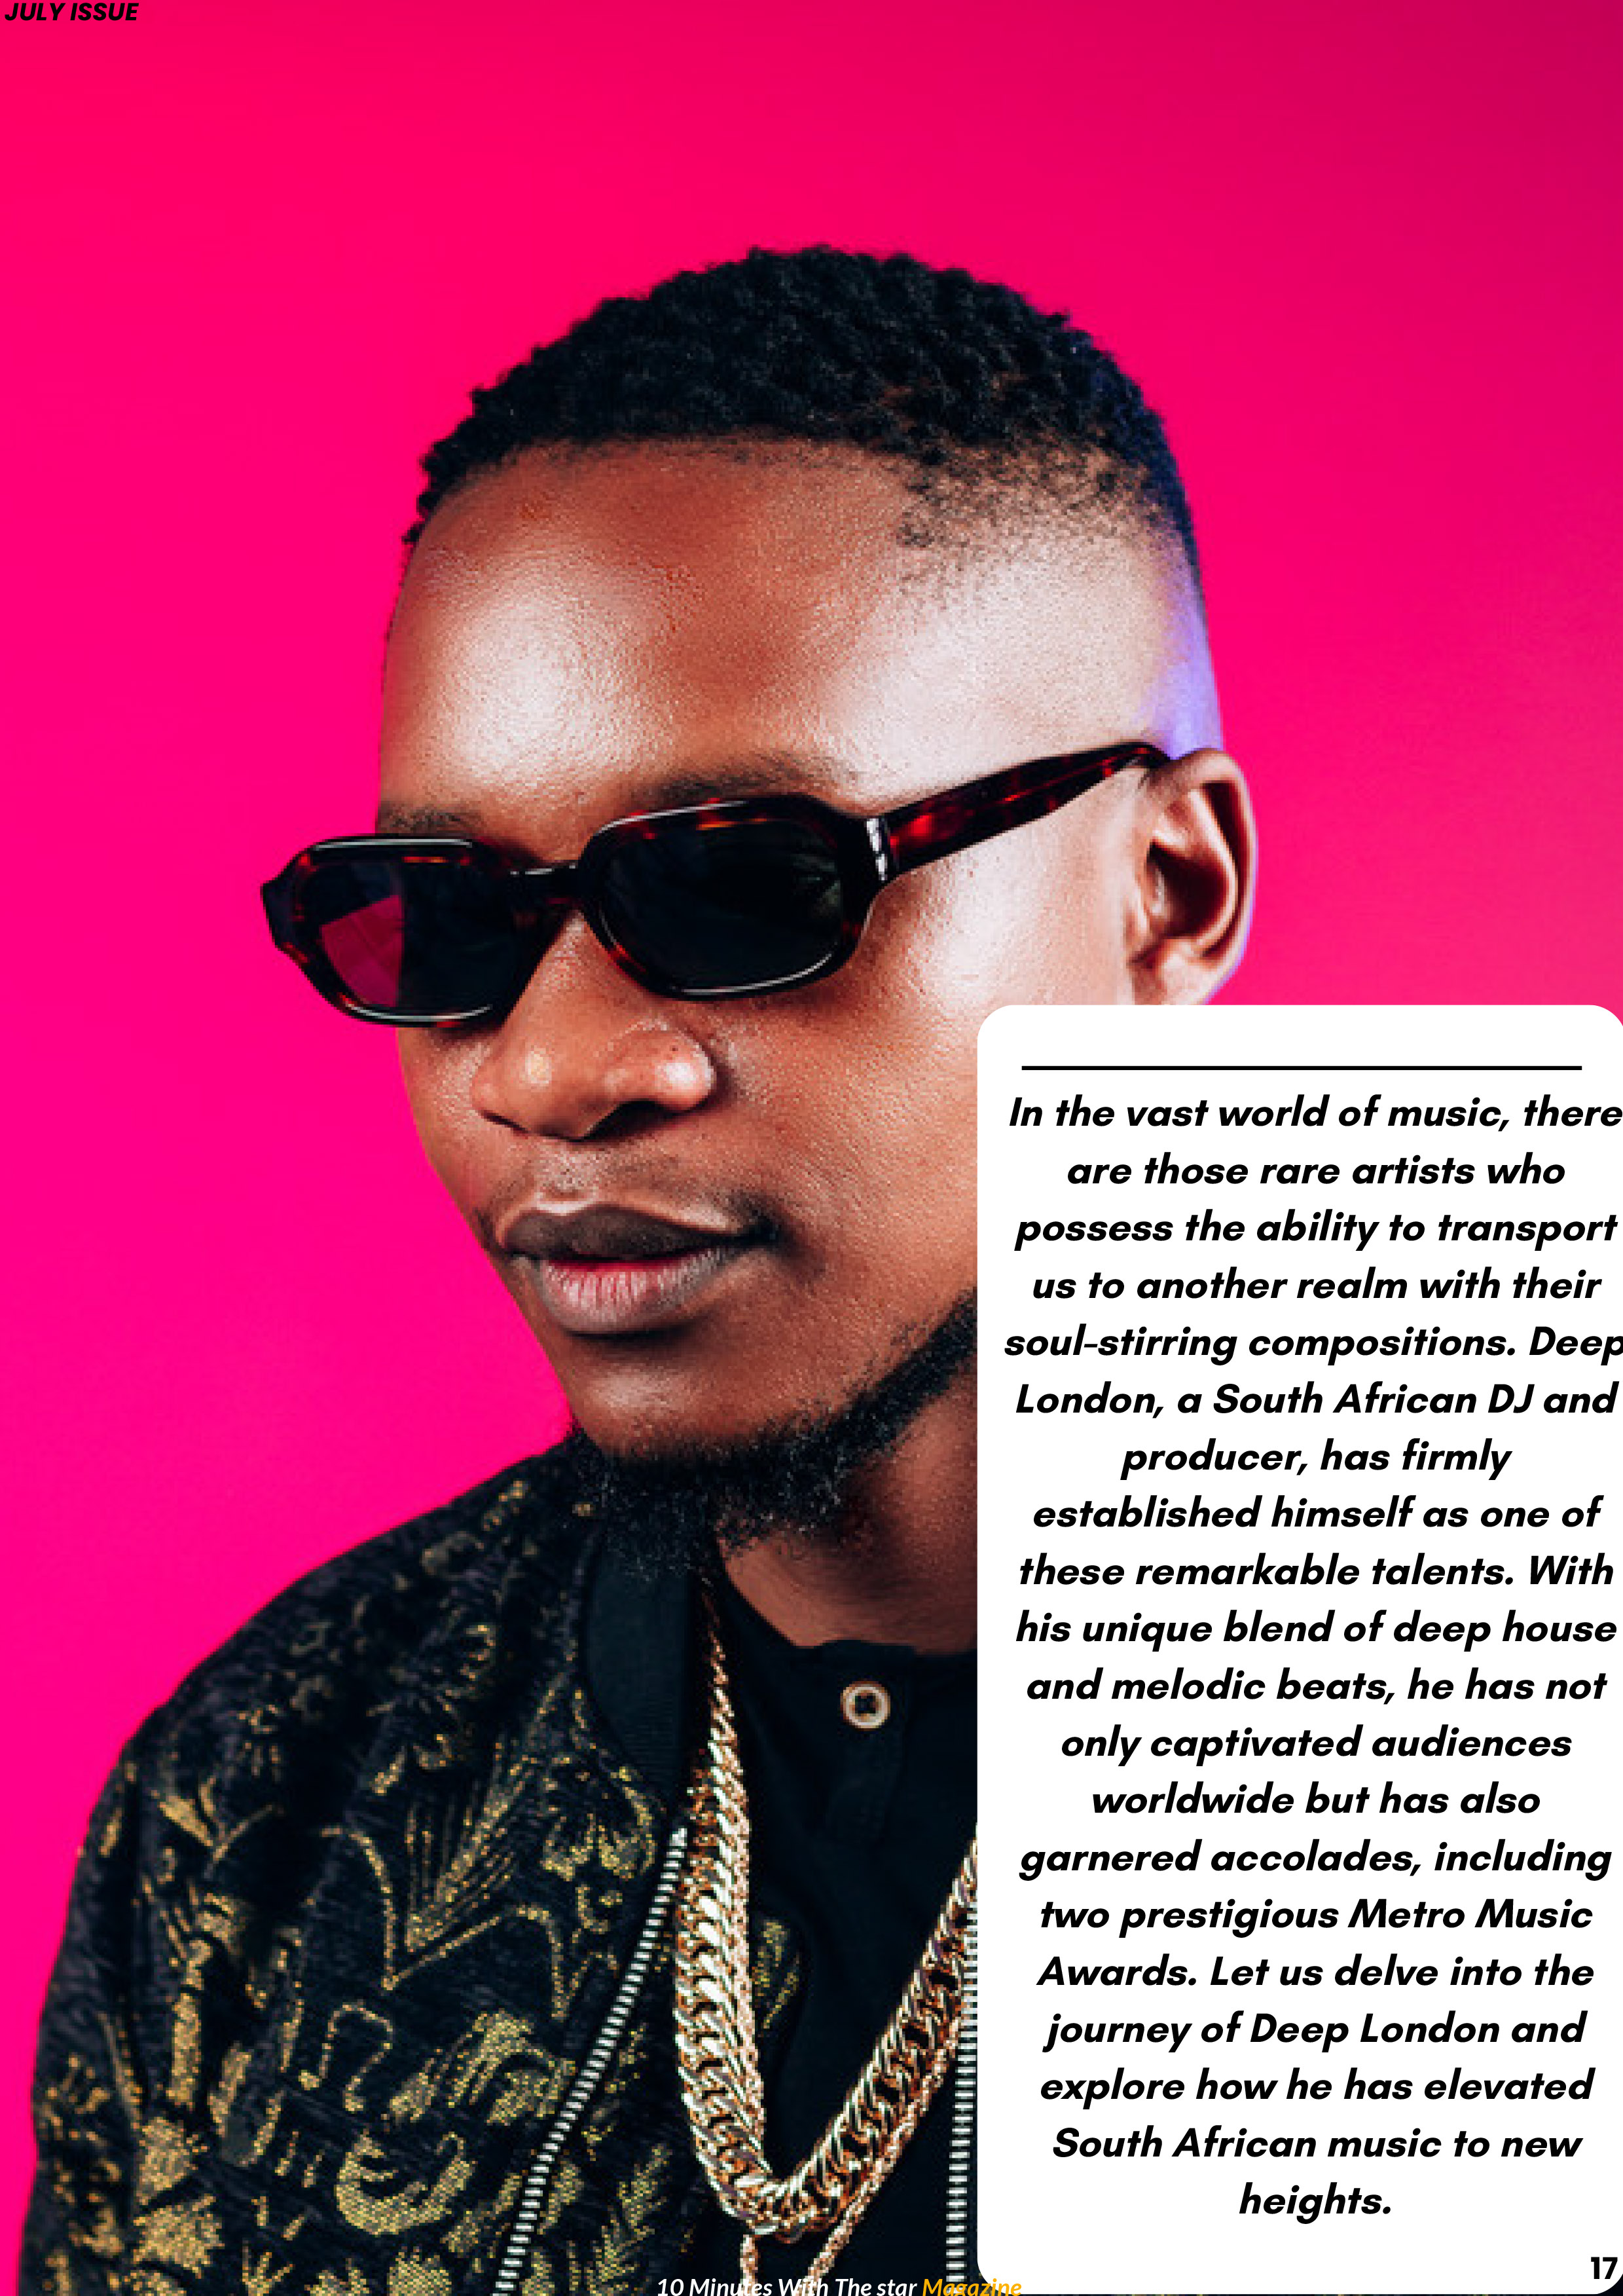 JULY ISSUE
In the vast world of music, there
are those rare artists who
possess the ability to transport
us to another realm with their
soul-stirring compositions. Deep
London, a South African DJ and
producer, has firmly
established himself as one of
these remarkable talents. With
his unique blend of deep house
and melodic beats, he has not
only captivated audiences
worldwide but has also
garnered accolades, including
two prestigious Metro Music
Awards. Let us delve into the
journey of Deep London and
explore how he has elevated
South African music to new
heights.
17
10 Minutes With The star Magazine